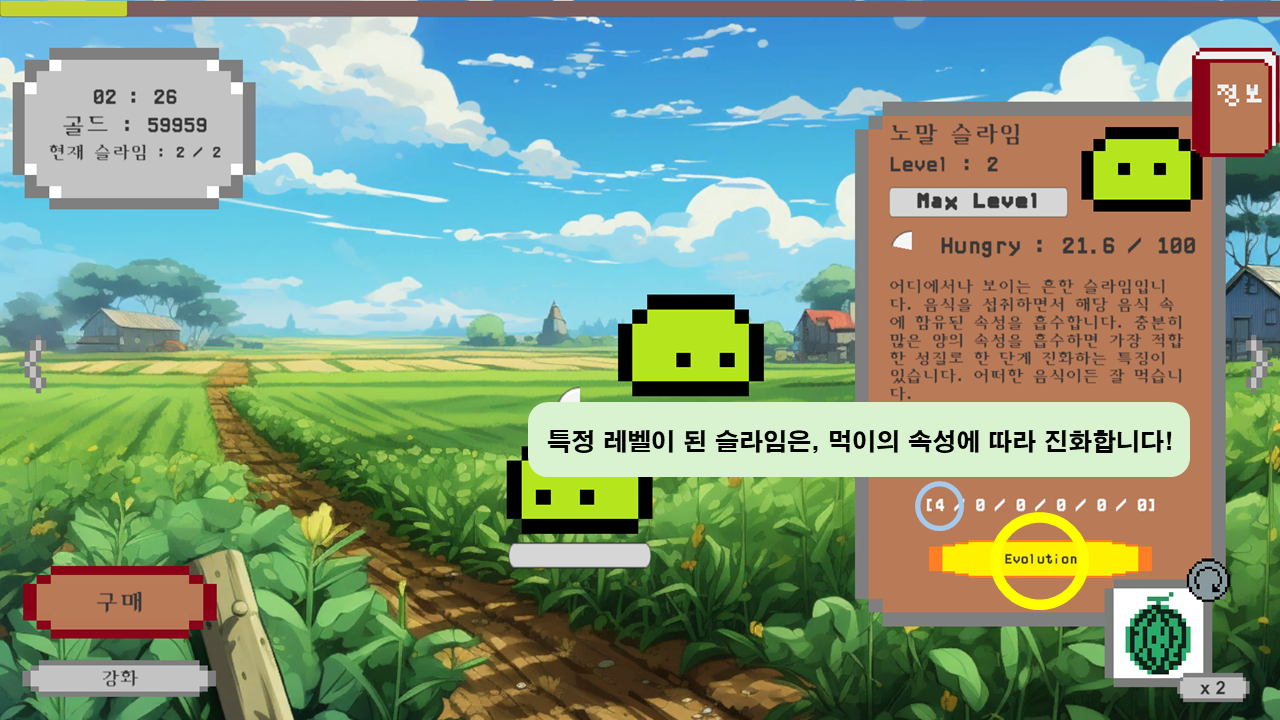 02 : 26
골드 : 59959
현재 슬라임 : 2 / 2
정보
노말 슬라임
Level : 2
Max Level
Hungry : 21.6 / 100
어디에서나 보이는 흔한 슬라임입니
다. 음식을 섭취하면서 해당 음식 속
에 함유된 속성을 흡수합니다. 충분히
많은 양의 속성을 흡수하면 가장 적합
한 성질로 한 단계 진화하는 특징이
있습니다. 어떠한 음식이든 잘 먹습니
다.
특정 레벨이 된 슬라임은, 먹이의 속성에 따라 진화합니다!
[4 / 0 / 0 / 0 / 0 / 0]
Evolution
구매
강화
x 2